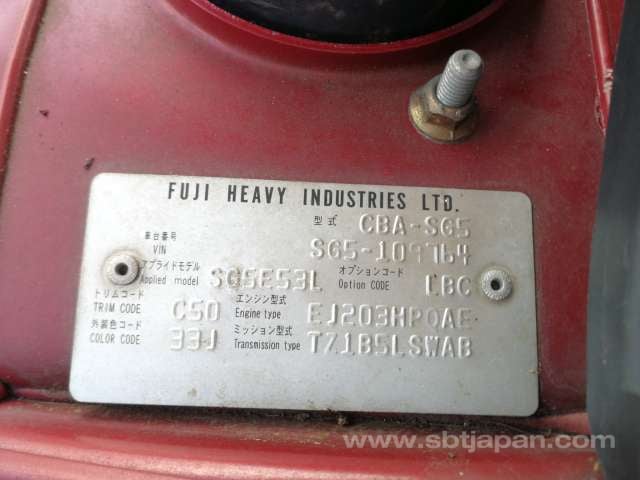 FUJI HEAVY INDUSTRIES LTD.
型式 CBA-SG5
車台番号
VIN SG5-109764
アプライドモデル
Applied model SG5E53L オプションコード
Option code LBC
トリムコード
TRIM CODE C50 エンジン型式
Engine type EJ203HPQAE
外装色コード
COLOR CODE 33J ミッション型式
Transmission type TZ1B5LSWAB
www.sbtjapan.com